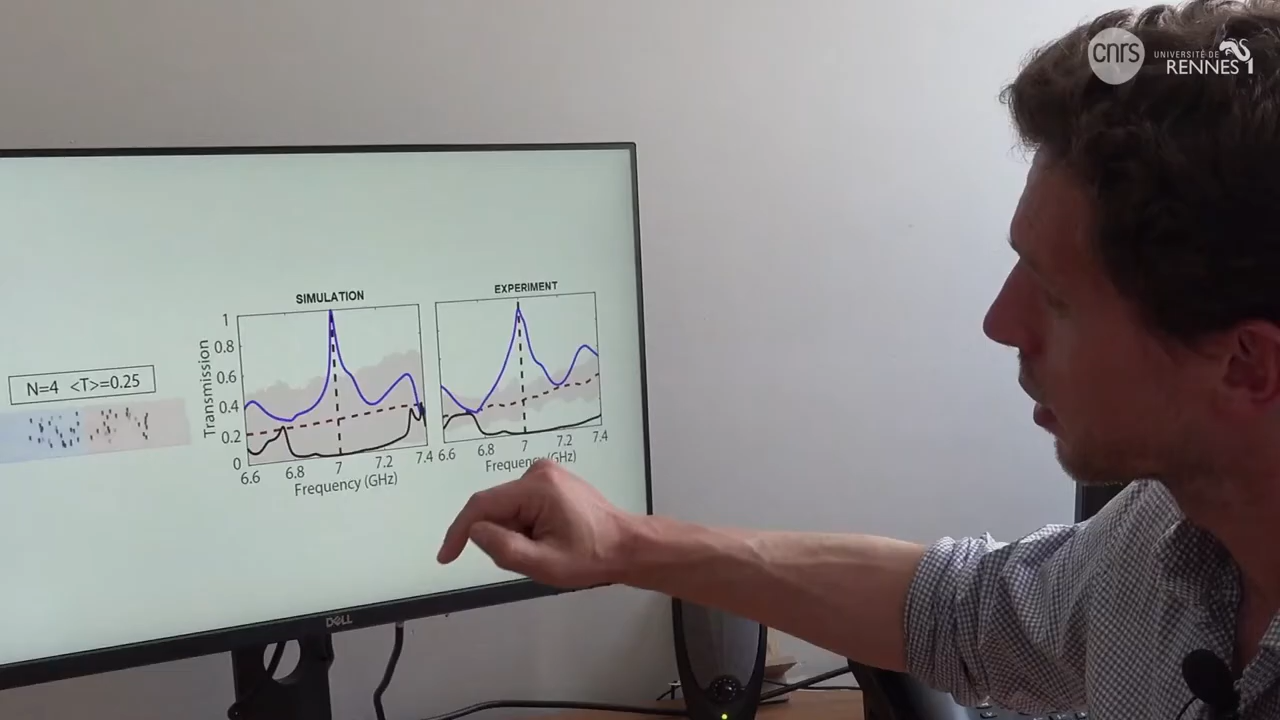 cnrs
UNIVERSITÉ DE
RENNES 1
SIMULATION
EXPERIMENT
N=4 <T>=0.25
Transmission
1
0.8
0.6
0.4
0.2
0
6.6 6.8 7 7.2 7.4
Frequency (GHz)
6.6 6.8 7 7.2 7.4
Frequency (GHz)
DELL